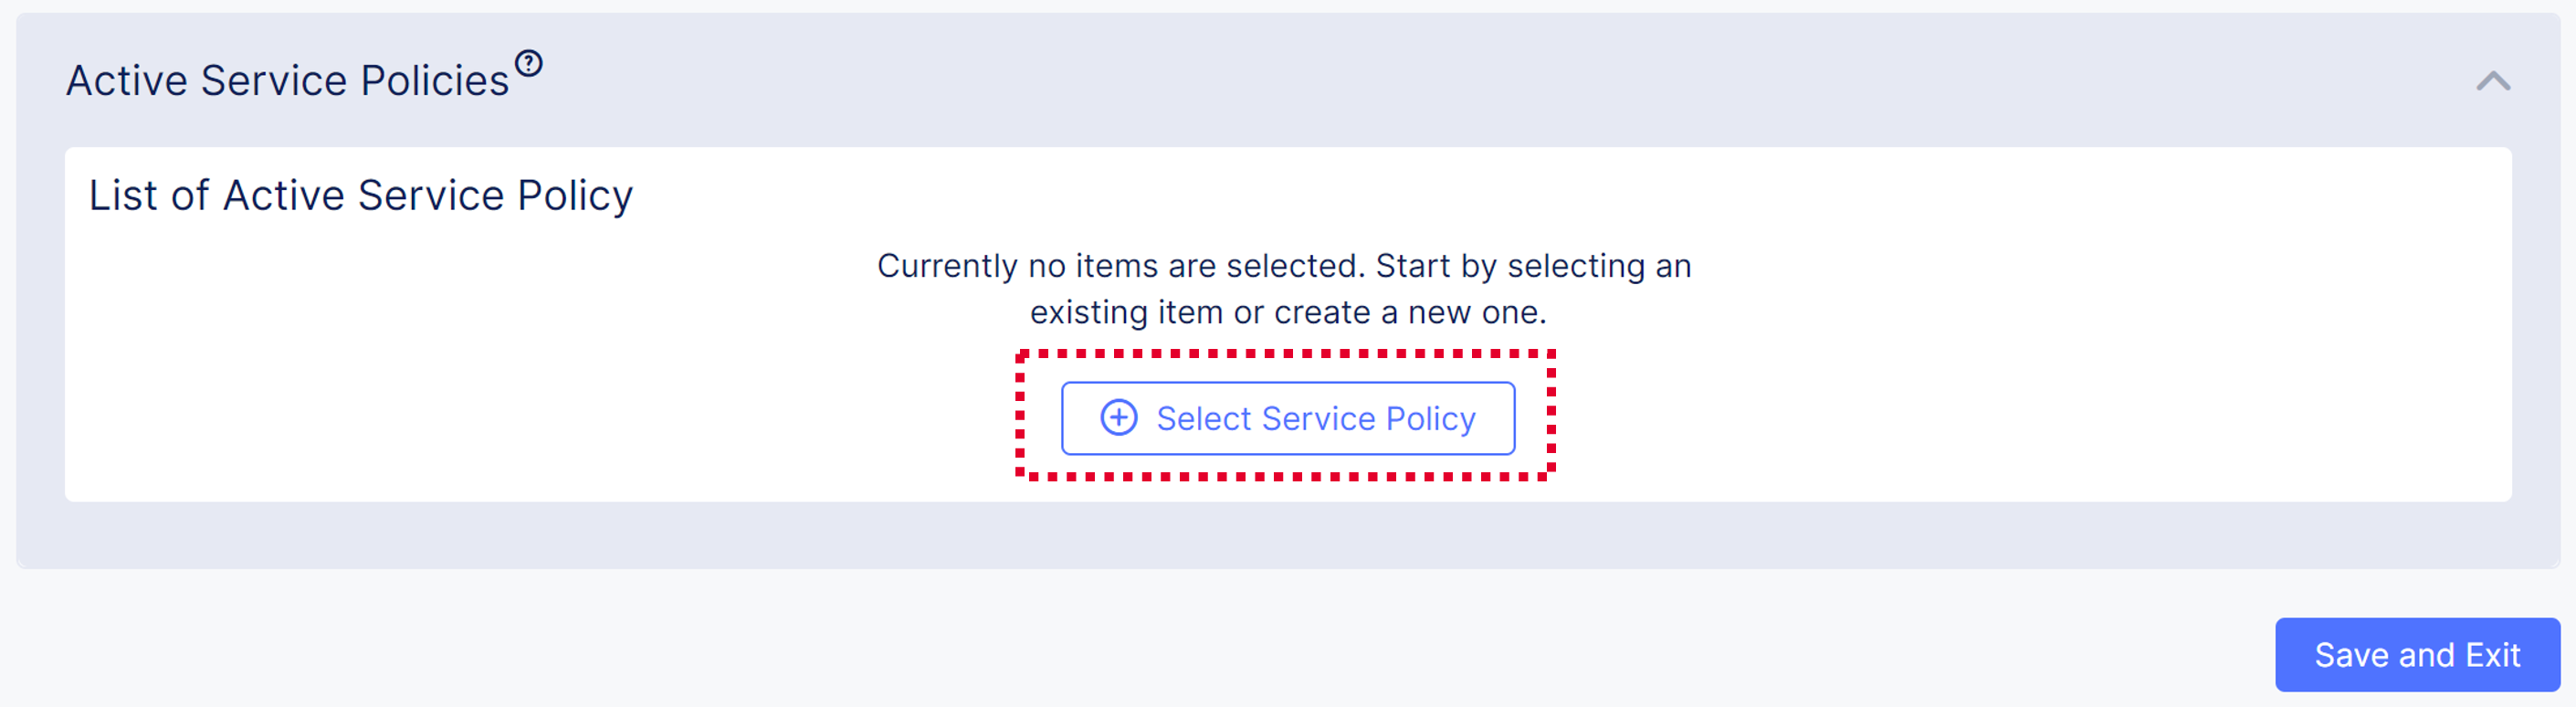 Active Service Policies
List of Active Service Policy
Currently no items are selected. Start by selecting an
existing item or create a new one.
Select Service Policy
Save and Exit